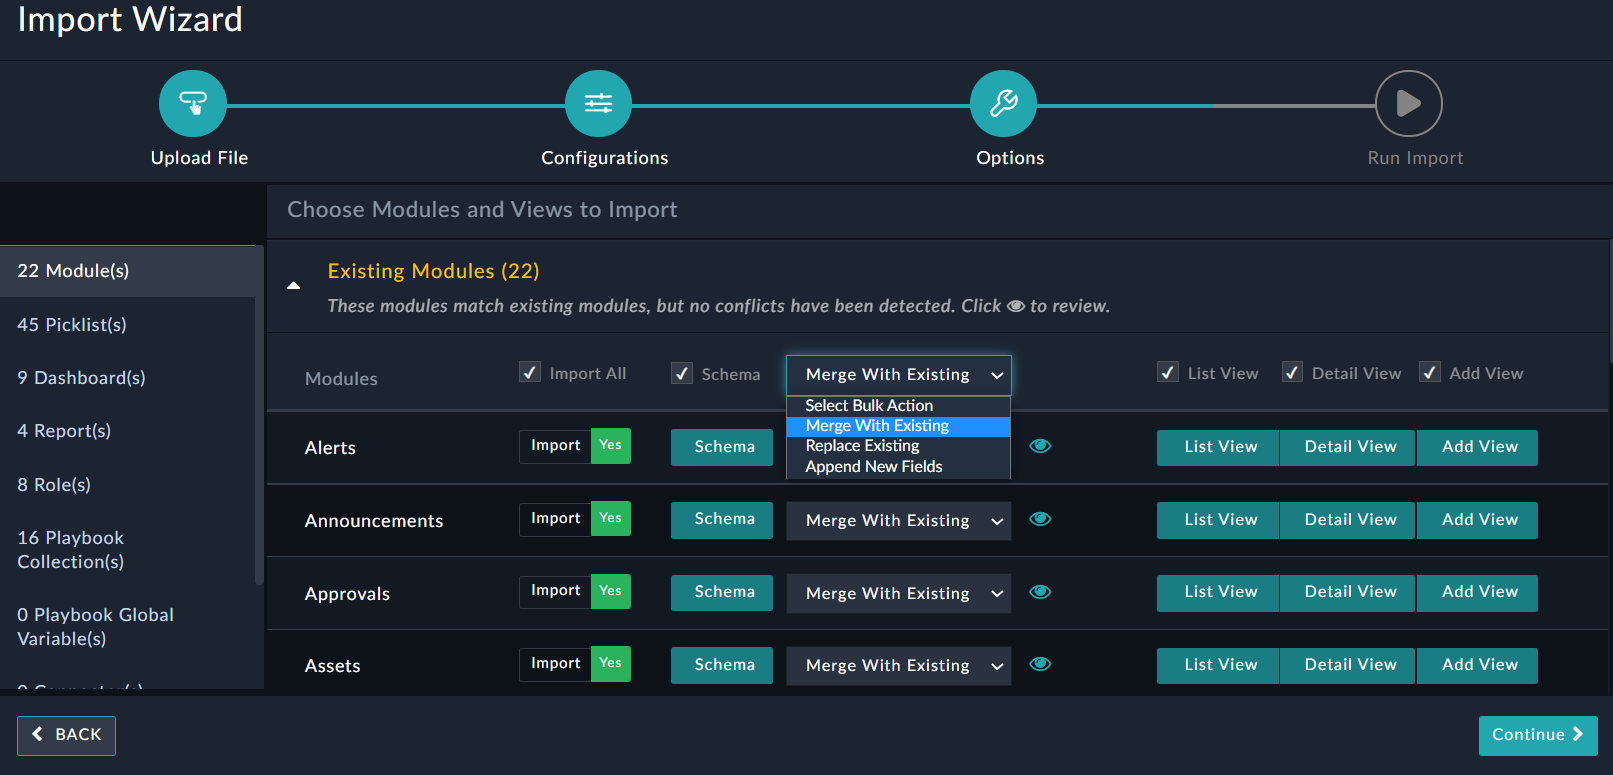 Import Wizard
Upload File
Configurations
Options
Run Import
Choose Modules and Views to Import
22 Module(s)
45 Picklist(s)
9 Dashboard(s)
4 Report(s)
8 Role(s)
16 Playbook
Collection(s)
0 Playbook Global
Variable(s)
Existing Modules (22)
These modules match existing modules, but no conflicts have been detected. Click to review.
Modules Import All Schema Merge With Existing List View Detail View Add View
Select Bulk Action
Merge With Existing
Replace Existing
Append New Fields
Alerts Import Yes Schema List View Detail View Add View
Announcements Import Yes Schema Merge With Existing List View Detail View Add View
Approvals Import Yes Schema Merge With Existing List View Detail View Add View
Assets Import Yes Schema Merge With Existing List View Detail View Add View
BACK
Continue